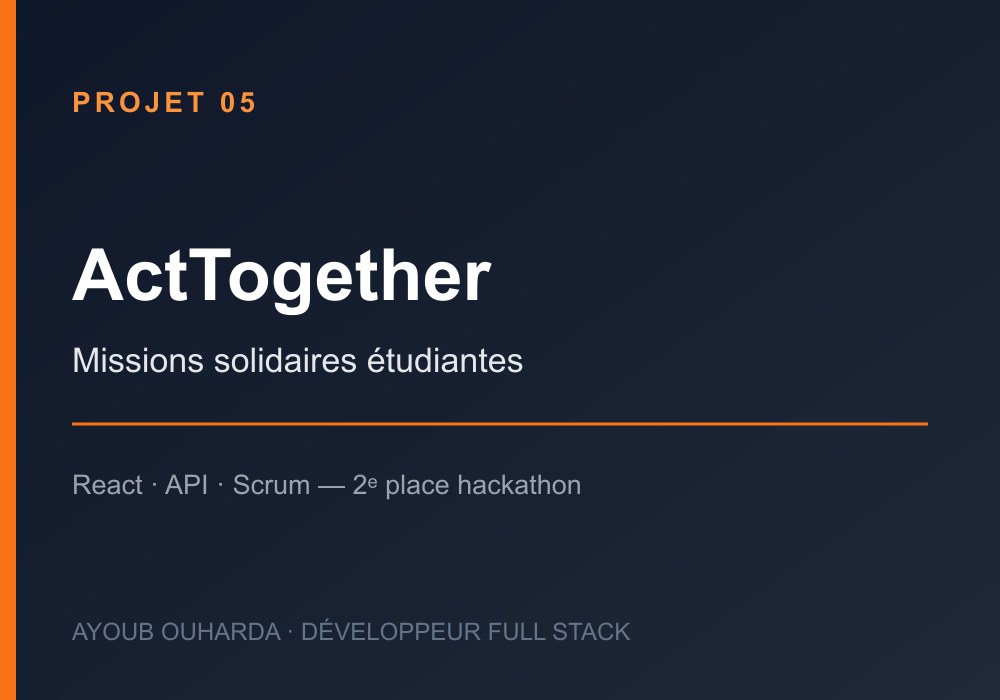 PROJET 05
ActTogether
Missions solidaires étudiantes
React · API · Scrum — 2ᵉ place hackathon
AYOUB OUHARDA · DÉVELOPPEUR FULL STACK